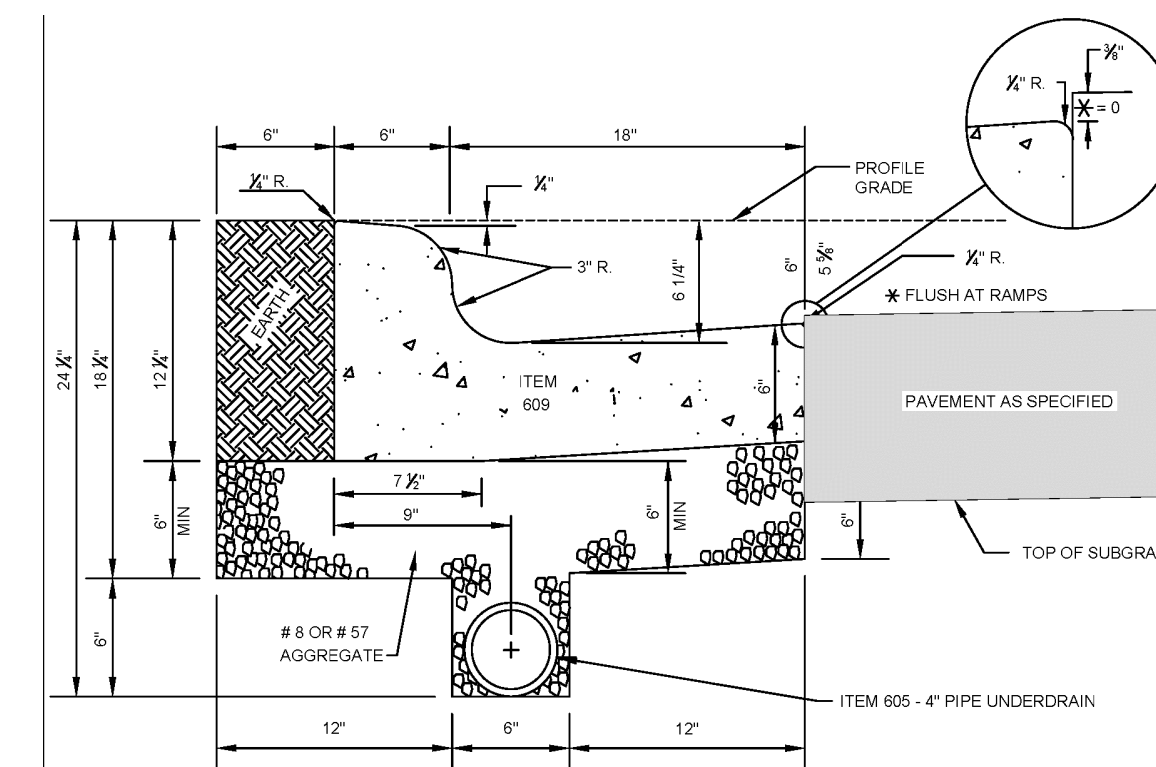 ⅜"
¼" R.
= 0
6"
6"
18"
PROFILE
GRADE
¼" R.
¼"
3" R.
6 1/4"
6"
5 ⅝"
¼" R.
FLUSH AT RAMPS
EARTH
24 ¼"
18 ¼"
12 ¼"
ITEM
609
6"
PAVEMENT AS SPECIFIED
7 ½"
9"
6"
MIN
6"
MIN
6"
TOP OF SUBGRA
6"
# 8 OR # 57
AGGREGATE
ITEM 605 - 4" PIPE UNDERDRAIN
12"
6"
12"